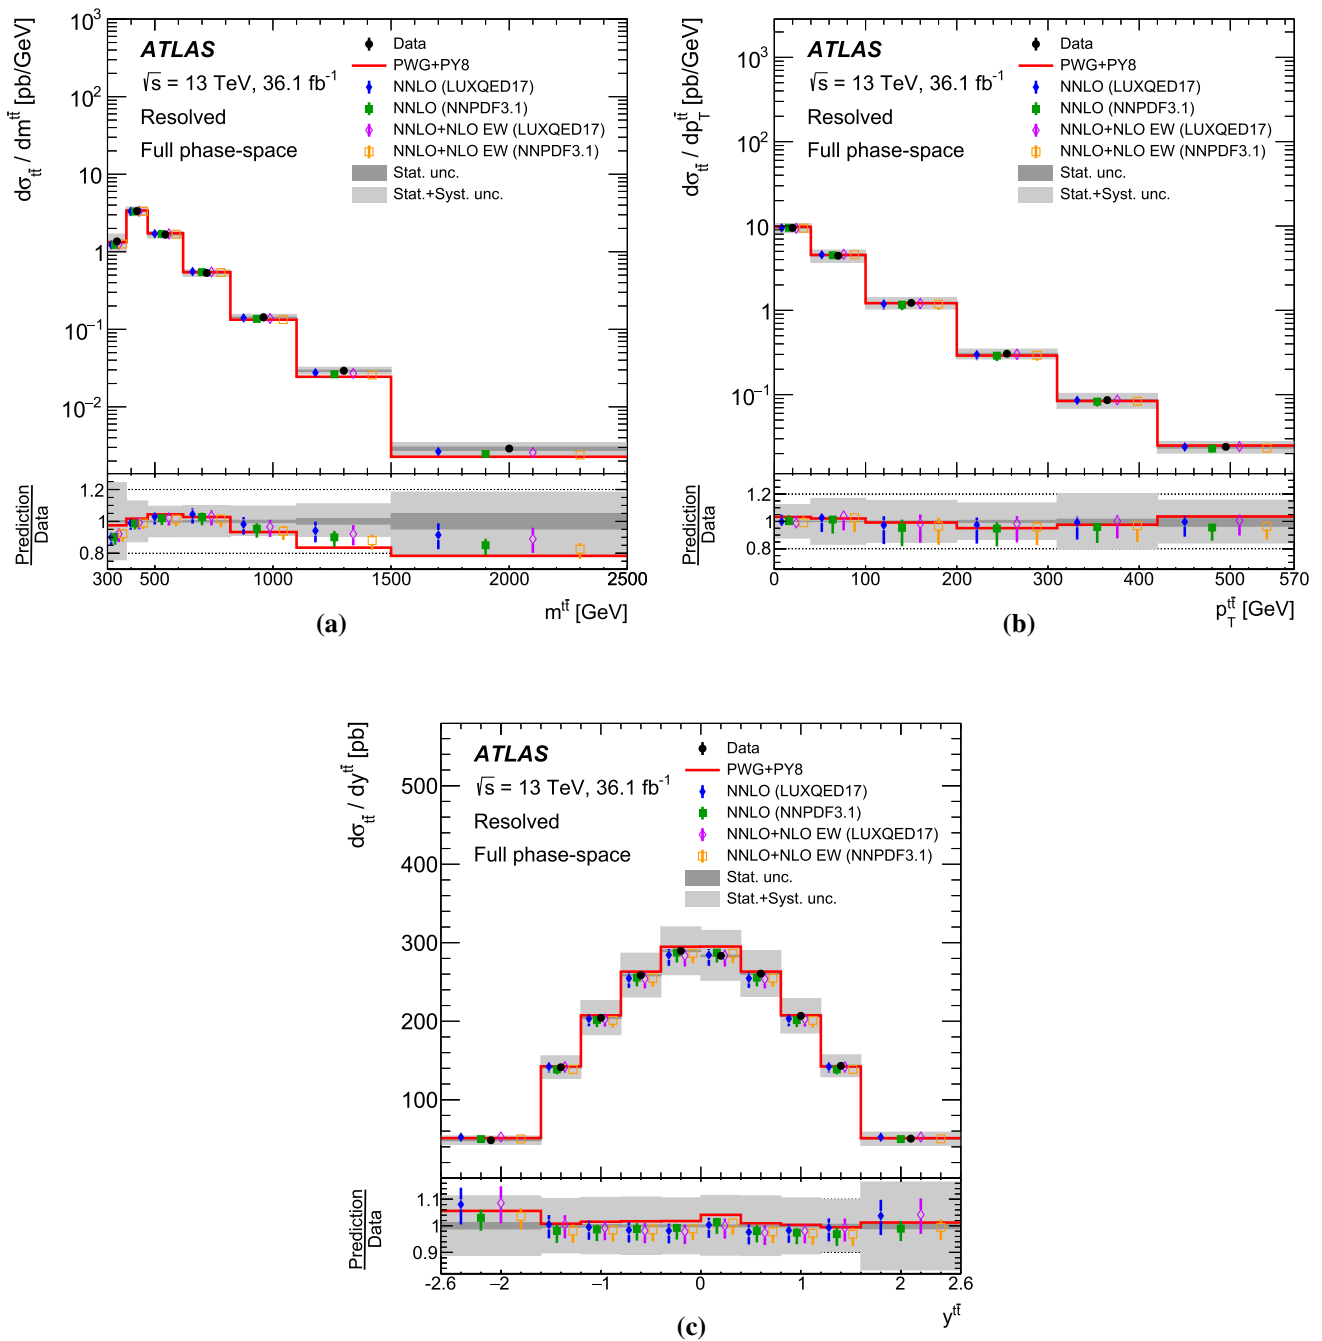 dσ_tt̄ / dm^tt̄ [pb/GeV]
10³
10²
10
1
10⁻¹
10⁻²
ATLAS
√s = 13 TeV, 36.1 fb⁻¹
Resolved
Full phase-space
Data
PWG+PY8
NNLO (LUXQED17)
NNLO (NNPDF3.1)
NNLO+NLO EW (LUXQED17)
NNLO+NLO EW (NNPDF3.1)
Stat. unc.
Stat.+Syst. unc.
Prediction
Data
1.2
1
0.8
300 500 1000 1500 2000 2500
m^tt̄ [GeV]
(a)
dσ_tt̄ / dp_T^tt̄ [pb/GeV]
10³
10²
10
1
10⁻¹
ATLAS
√s = 13 TeV, 36.1 fb⁻¹
Resolved
Full phase-space
Data
PWG+PY8
NNLO (LUXQED17)
NNLO (NNPDF3.1)
NNLO+NLO EW (LUXQED17)
NNLO+NLO EW (NNPDF3.1)
Stat. unc.
Stat.+Syst. unc.
Prediction
Data
1.2
1.0
0.8
0 100 200 300 400 500 570
p_T^tt̄ [GeV]
(b)
dσ_tt̄ / dy^tt̄ [pb]
500
400
300
200
100
ATLAS
√s = 13 TeV, 36.1 fb⁻¹
Resolved
Full phase-space
Data
PWG+PY8
NNLO (LUXQED17)
NNLO (NNPDF3.1)
NNLO+NLO EW (LUXQED17)
NNLO+NLO EW (NNPDF3.1)
Stat. unc.
Stat.+Syst. unc.
Prediction
Data
1.1
1.0
0.9
-2.6 −2 −1 0 1 2 2.6
y^tt̄
(c)